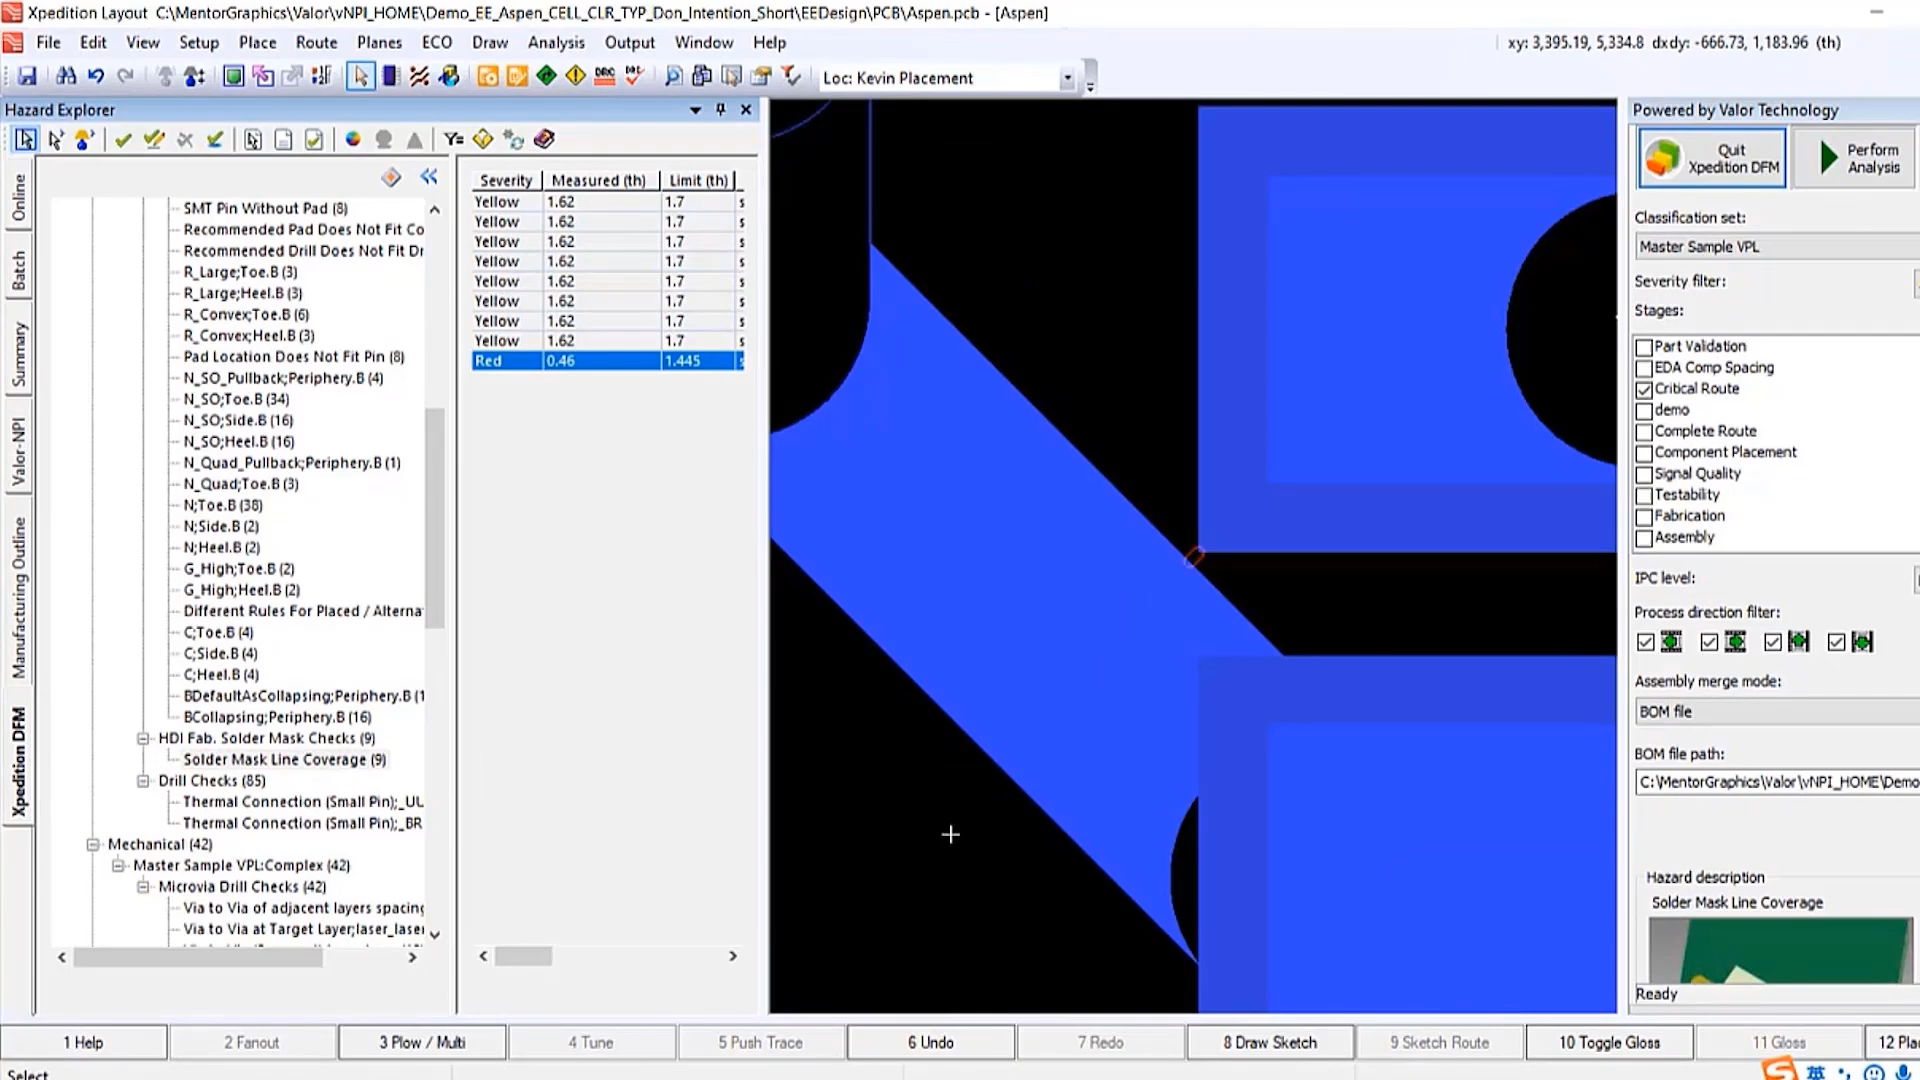 Xpedition Layout C:\MentorGraphics\Valor\vNPI_HOME\Demo_EE_Aspen_CELL_CLR_TYP_Don_Intention_Short\EEDesign\PCB\Aspen.pcb - [Aspen]
File Edit View Setup Place Route Planes ECO Draw Analysis Output Window Help
xy: 3,395.19, 5,334.8 dxdy: -666.73, 1,183.96 (th)
Loc: Kevin Placement
Hazard Explorer
Online
Batch
Summary
Valor-NPI
Manufacturing Outline
Xpedition DFM
SMT Pin Without Pad (8)
Recommended Pad Does Not Fit Co
Recommended Drill Does Not Fit Dr
R_Large;Toe.B (3)
R_Large;Heel.B (3)
R_Convex;Toe.B (6)
R_Convex;Heel.B (3)
Pad Location Does Not Fit Pin (8)
N_SO_Pullback;Periphery.B (4)
N_SO;Toe.B (34)
N_SO;Side.B (16)
N_SO;Heel.B (16)
N_Quad_Pullback;Periphery.B (1)
N_Quad;Toe.B (3)
N;Toe.B (38)
N;Side.B (2)
N;Heel.B (2)
G_High;Toe.B (2)
G_High;Heel.B (2)
Different Rules For Placed / Alterna
C;Toe.B (4)
C;Side.B (4)
C;Heel.B (4)
BDefaultAsCollapsing;Periphery.B (1
BCollapsing;Periphery.B (16)
HDI Fab. Solder Mask Checks (9)
Solder Mask Line Coverage (9)
Drill Checks (85)
Thermal Connection (Small Pin);_UL
Thermal Connection (Small Pin);_BR
Mechanical (42)
Master Sample VPL:Complex (42)
Microvia Drill Checks (42)
Via to Via of adjacent layers spacing
Via to Via at Target Layer;laser_laser
Severity Measured (th) Limit (th)
Yellow 1.62 1.7 s
Yellow 1.62 1.7 s
Yellow 1.62 1.7 s
Yellow 1.62 1.7 s
Yellow 1.62 1.7 s
Yellow 1.62 1.7 s
Yellow 1.62 1.7 s
Yellow 1.62 1.7 s
Red 0.46 1.445 s
Powered by Valor Technology
Quit Xpedition DFM
Perform Analysis
Classification set:
Master Sample VPL
Severity filter:
Stages:
Part Validation
EDA Comp Spacing
Critical Route
demo
Complete Route
Component Placement
Signal Quality
Testability
Fabrication
Assembly
IPC level:
Process direction filter:
Assembly merge mode:
BOM file
BOM file path:
C:\MentorGraphics\Valor\vNPI_HOME\Demo
Hazard description
Solder Mask Line Coverage
Ready
1 Help 2 Fanout 3 Plow / Multi 4 Tune 5 Push Trace 6 Undo 7 Redo 8 Draw Sketch 9 Sketch Route 10 Toggle Gloss 11 Gloss 12 Pla
Select
英